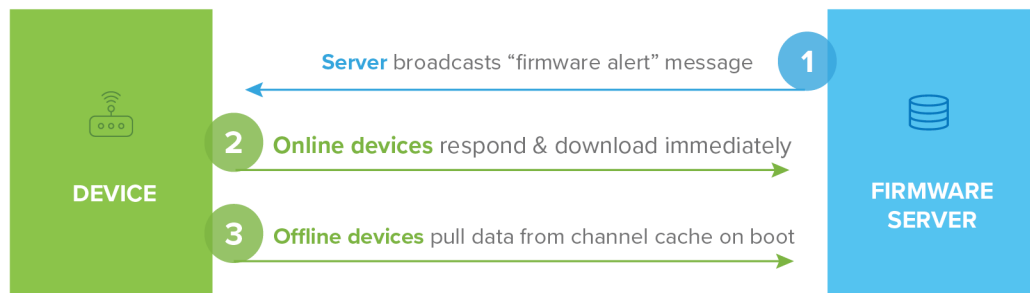 Server broadcasts “firmware alert” message
1
2
Online devices respond & download immediately
DEVICE
FIRMWARE
SERVER
3
Offline devices pull data from channel cache on boot